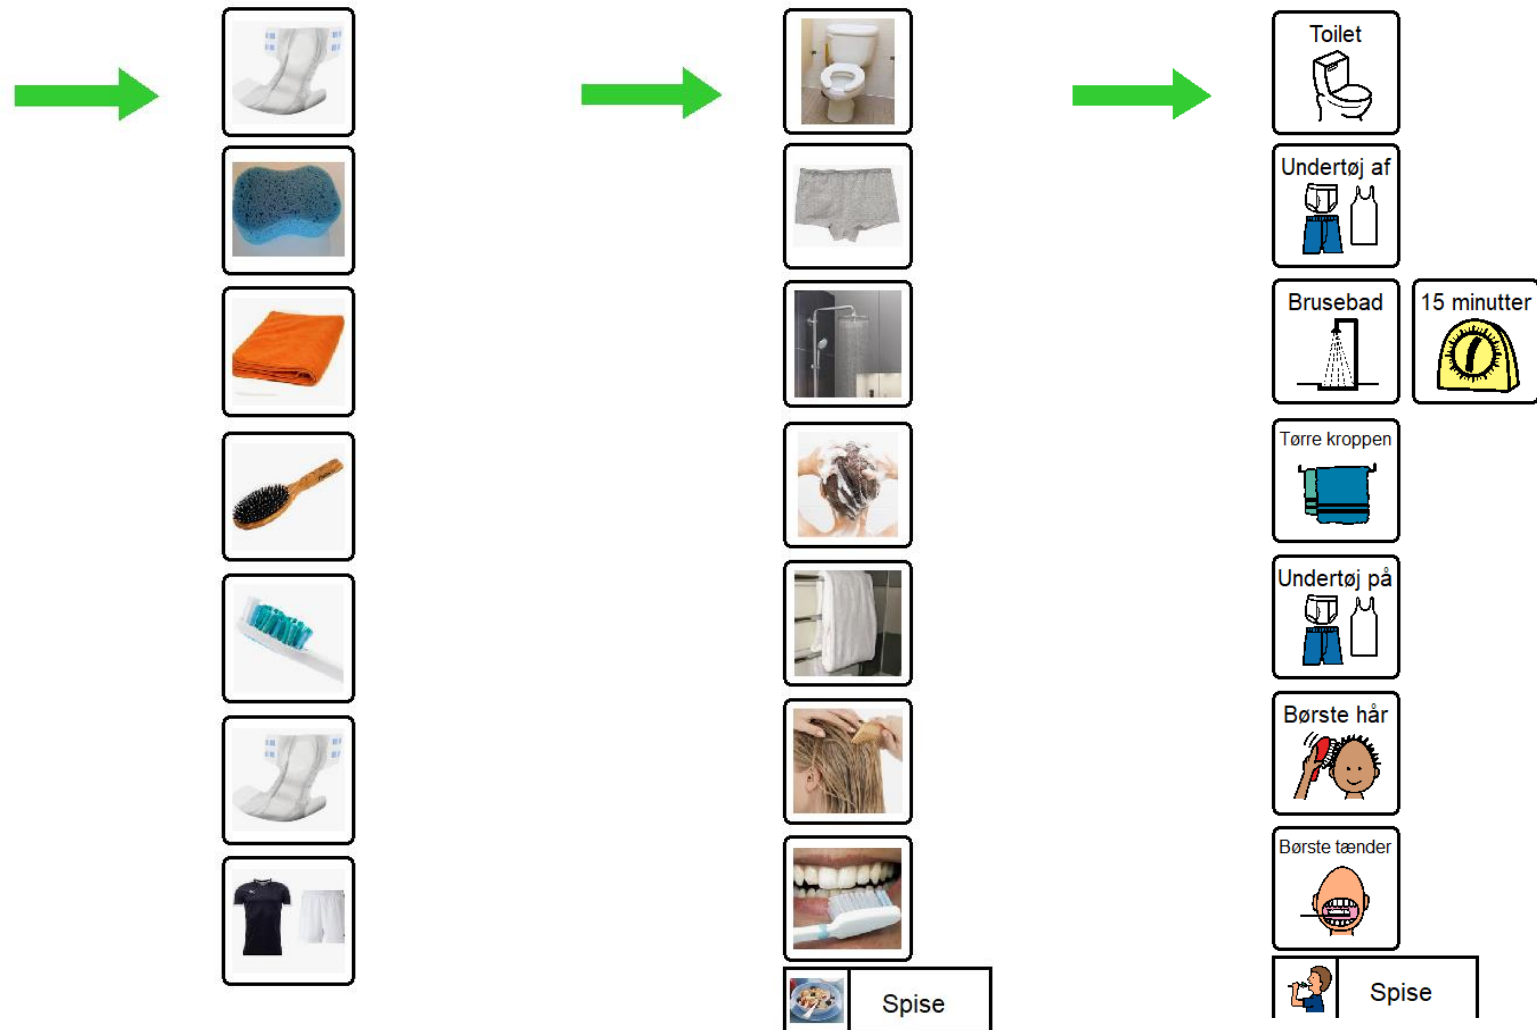 Toilet
Undertøj af
Brusebad
15 minutter
Tørre kroppen
Undertøj på
Børste hår
Børste tænder
Spise
Spise